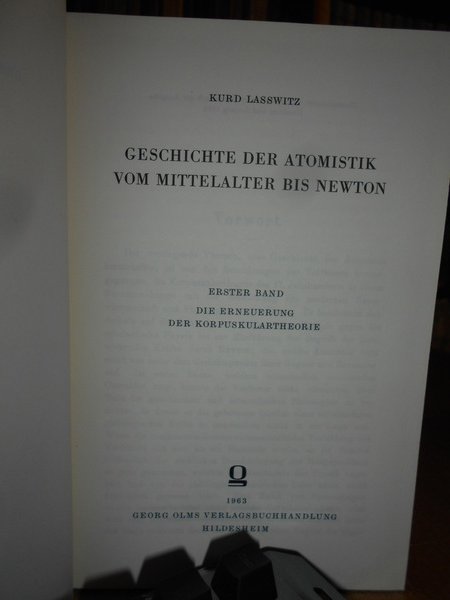 KURD LASSWITZ
GESCHICHTE DER ATOMISTIK
VOM MITTELALTER BIS NEWTON
ERSTER BAND
DIE ERNEUERUNG
DER KORPUSKULARTHEORIE
1963
GEORG OLMS VERLAGSBUCHHANDLUNG
HILDESHEIM